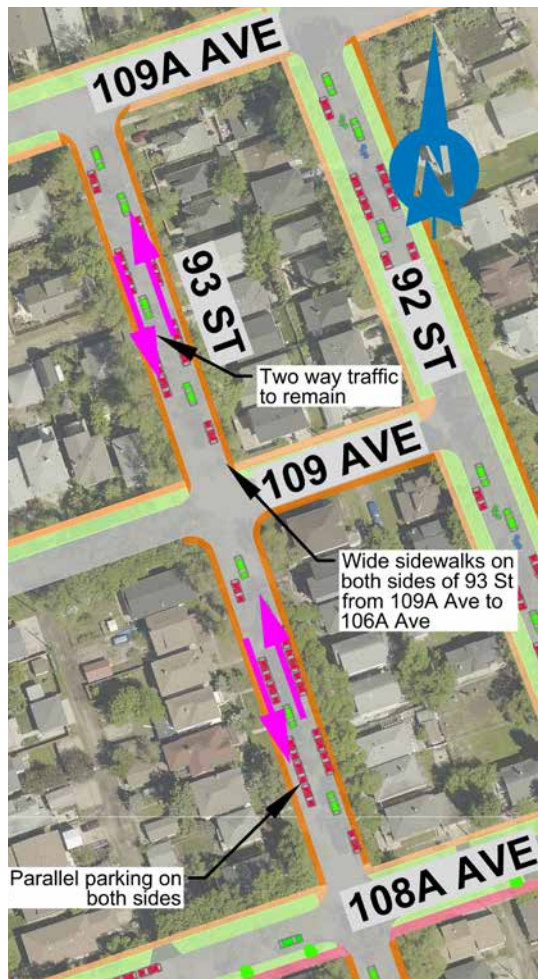 109A AVE
N
93 ST
92 ST
Two way traffic
to remain
109 AVE
Wide sidewalks on
both sides of 93 St
from 109A Ave to
106A Ave
Parallel parking on
both sides
108A AVE